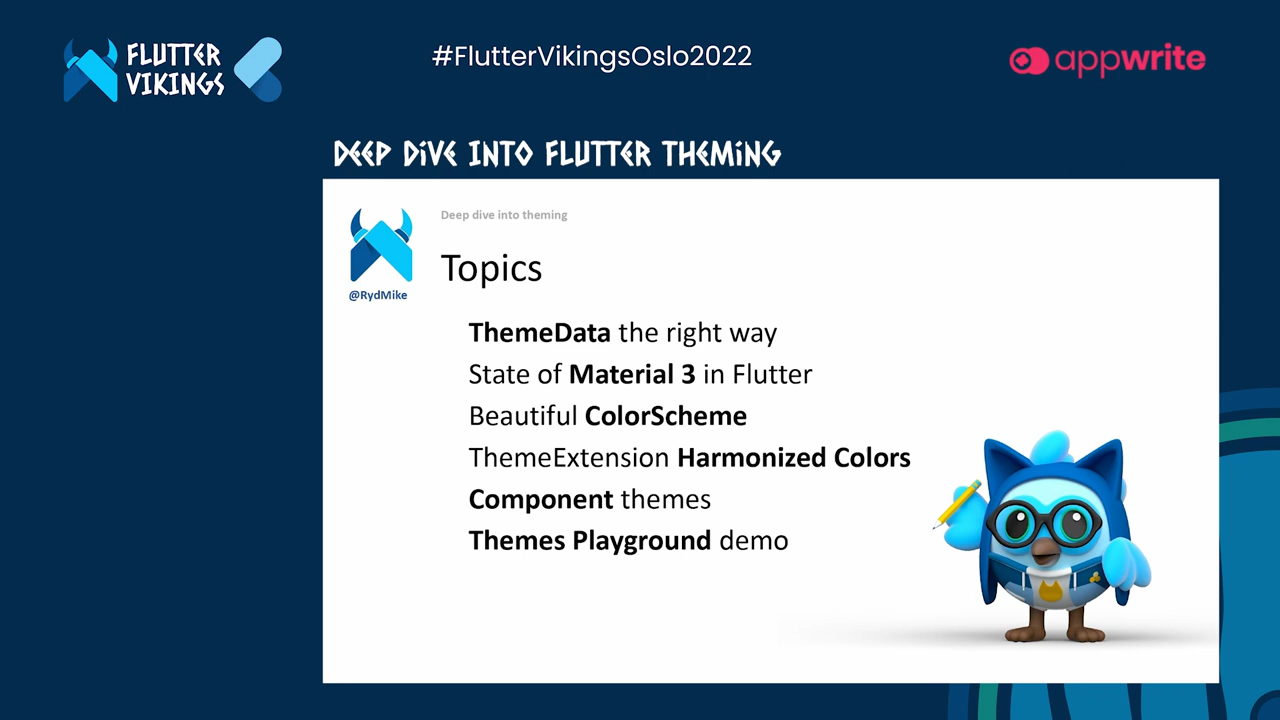 FLUTTER
VIKINGS
#FlutterVikingsOslo2022
appwrite
DEEP DIVE INTO FLUTTER THEMING
Deep dive into theming
Topics
@RydMike
ThemeData the right way
State of Material 3 in Flutter
Beautiful ColorScheme
ThemeExtension Harmonized Colors
Component themes
Themes Playground demo